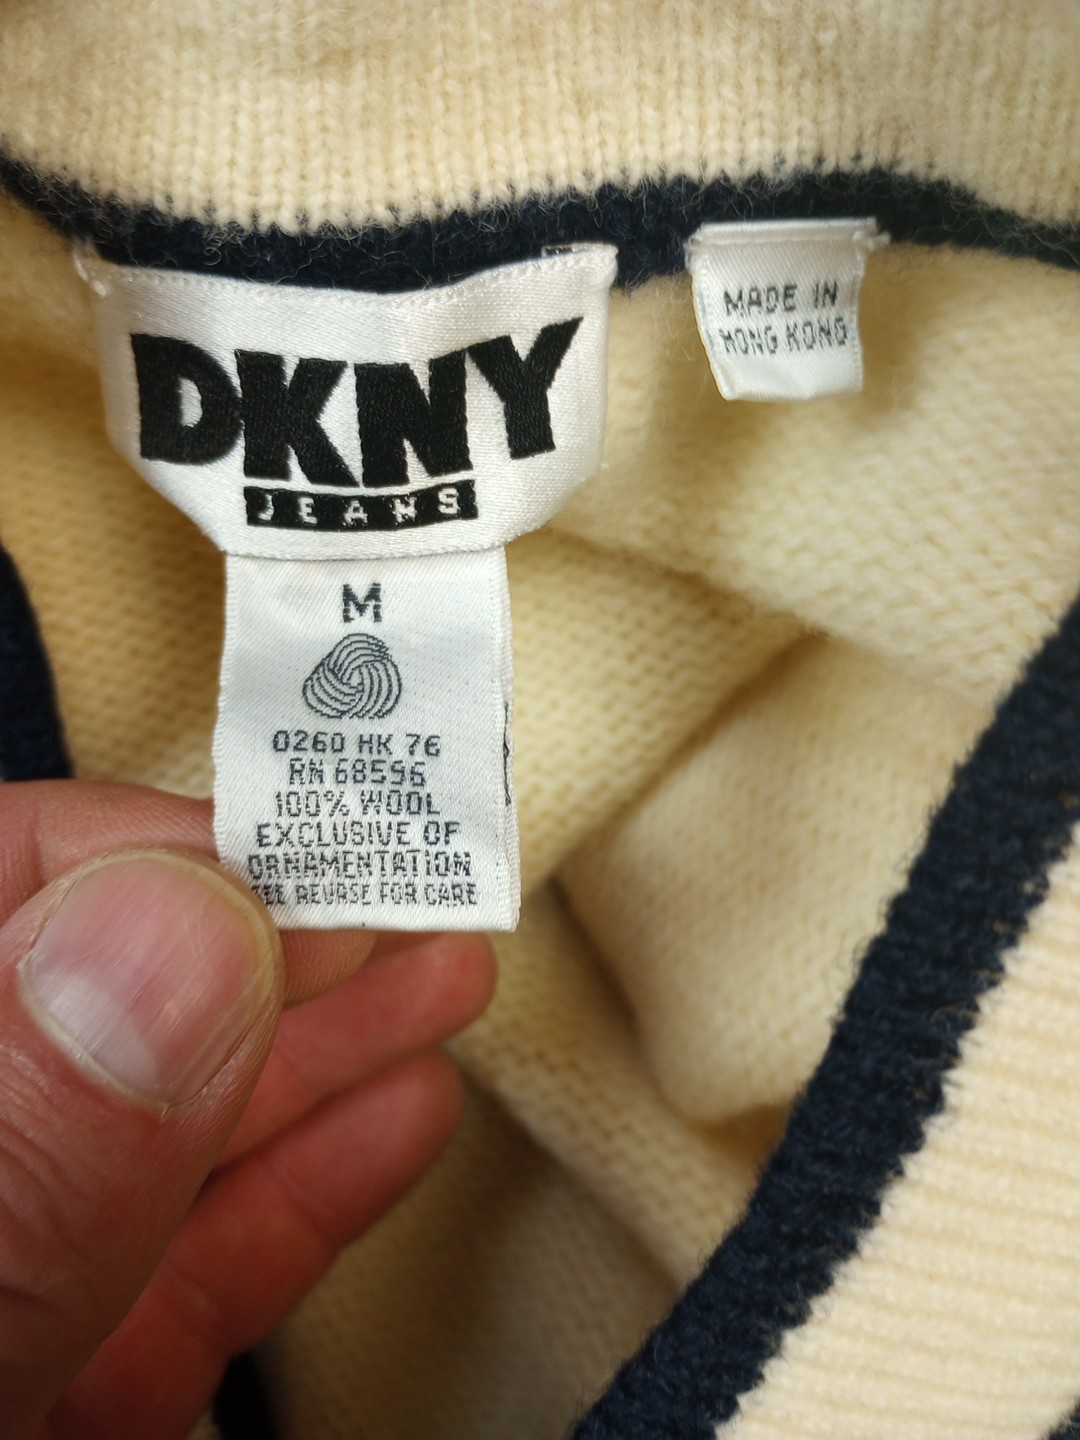 DKNY
JEANS
MADE IN
HONG KONG
M
0260 HK 76
RN 68596
100% WOOL
EXCLUSIVE OF
ORNAMENTATION
SEE REVRSE FOR CARE